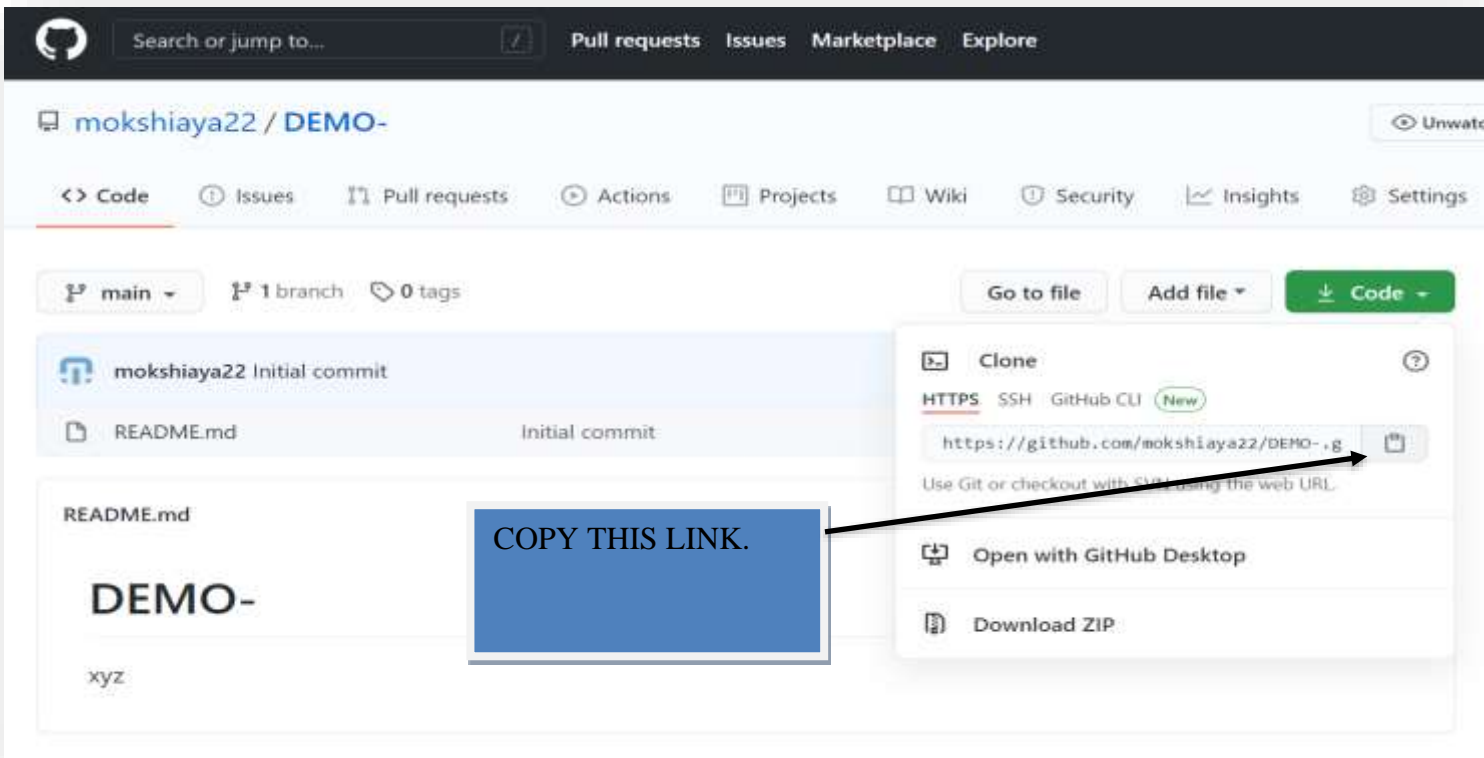 Search or jump to... / Pull requests Issues Marketplace Explore
mokshiaya22 / DEMO- Unwatc
<> Code Issues Pull requests Actions Projects Wiki Security Insights Settings
main 1 branch 0 tags Go to file Add file Code
mokshiaya22 Initial commit
README.md Initial commit
Clone
HTTPS SSH GitHub CLI New
https://github.com/mokshiaya22/DEMO-.g
Use Git or checkout with SVN using the web URL.
Open with GitHub Desktop
Download ZIP
README.md
COPY THIS LINK.
DEMO-
xyz